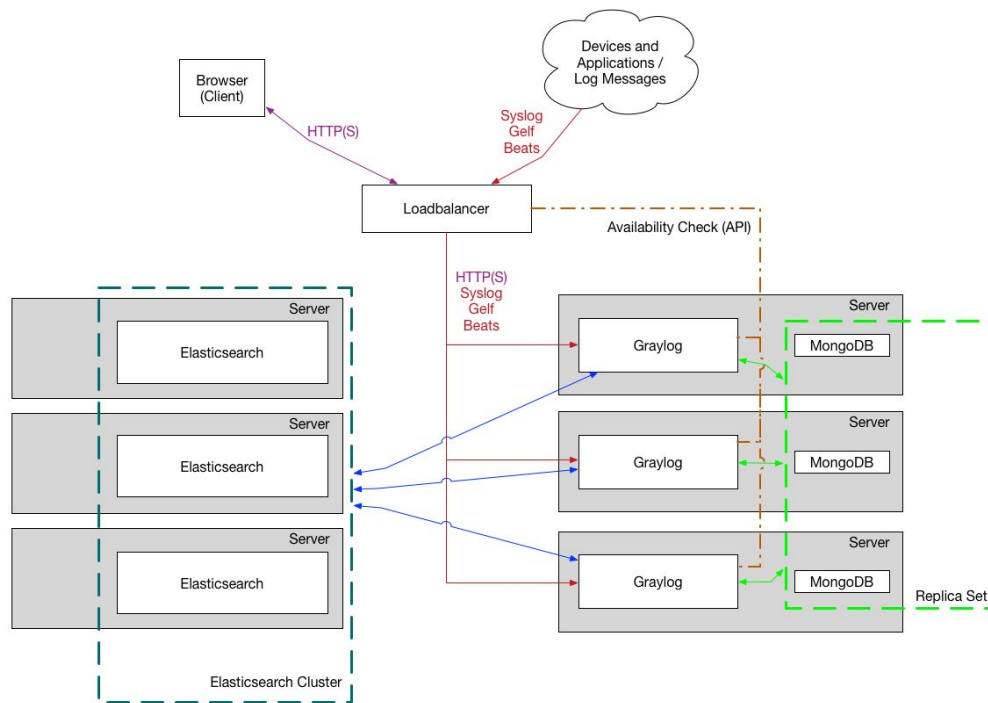 Devices and
Applications /
Log Messages
Browser
(Client)
HTTP(S)
Syslog
Gelf
Beats
Loadbalancer
Availability Check (API)
HTTP(S)
Syslog
Gelf
Beats
Server
Elasticsearch
Server
Graylog
MongoDB
Server
Elasticsearch
Server
Graylog
MongoDB
Server
Elasticsearch
Server
Graylog
MongoDB
Replica Set
Elasticsearch Cluster